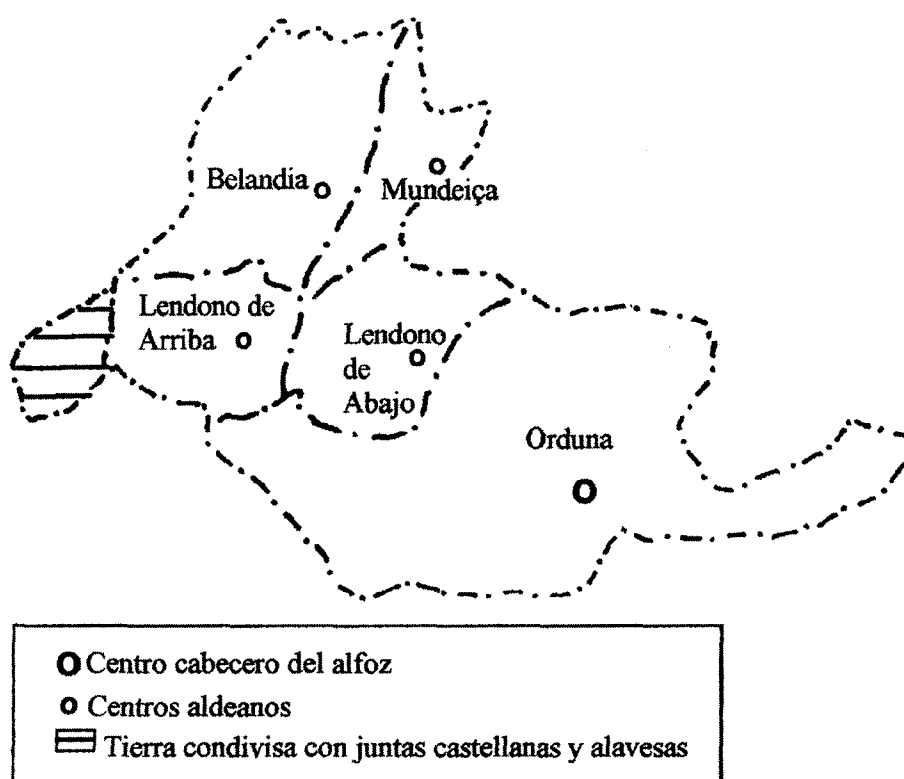 Belandia
Mundeiça
Lendono de
Arriba
Lendono
de
Abajo
Orduna
Centro cabecero del alfoz
Centros aldeanos
Tierra condivisa con juntas castellanas y alavesas